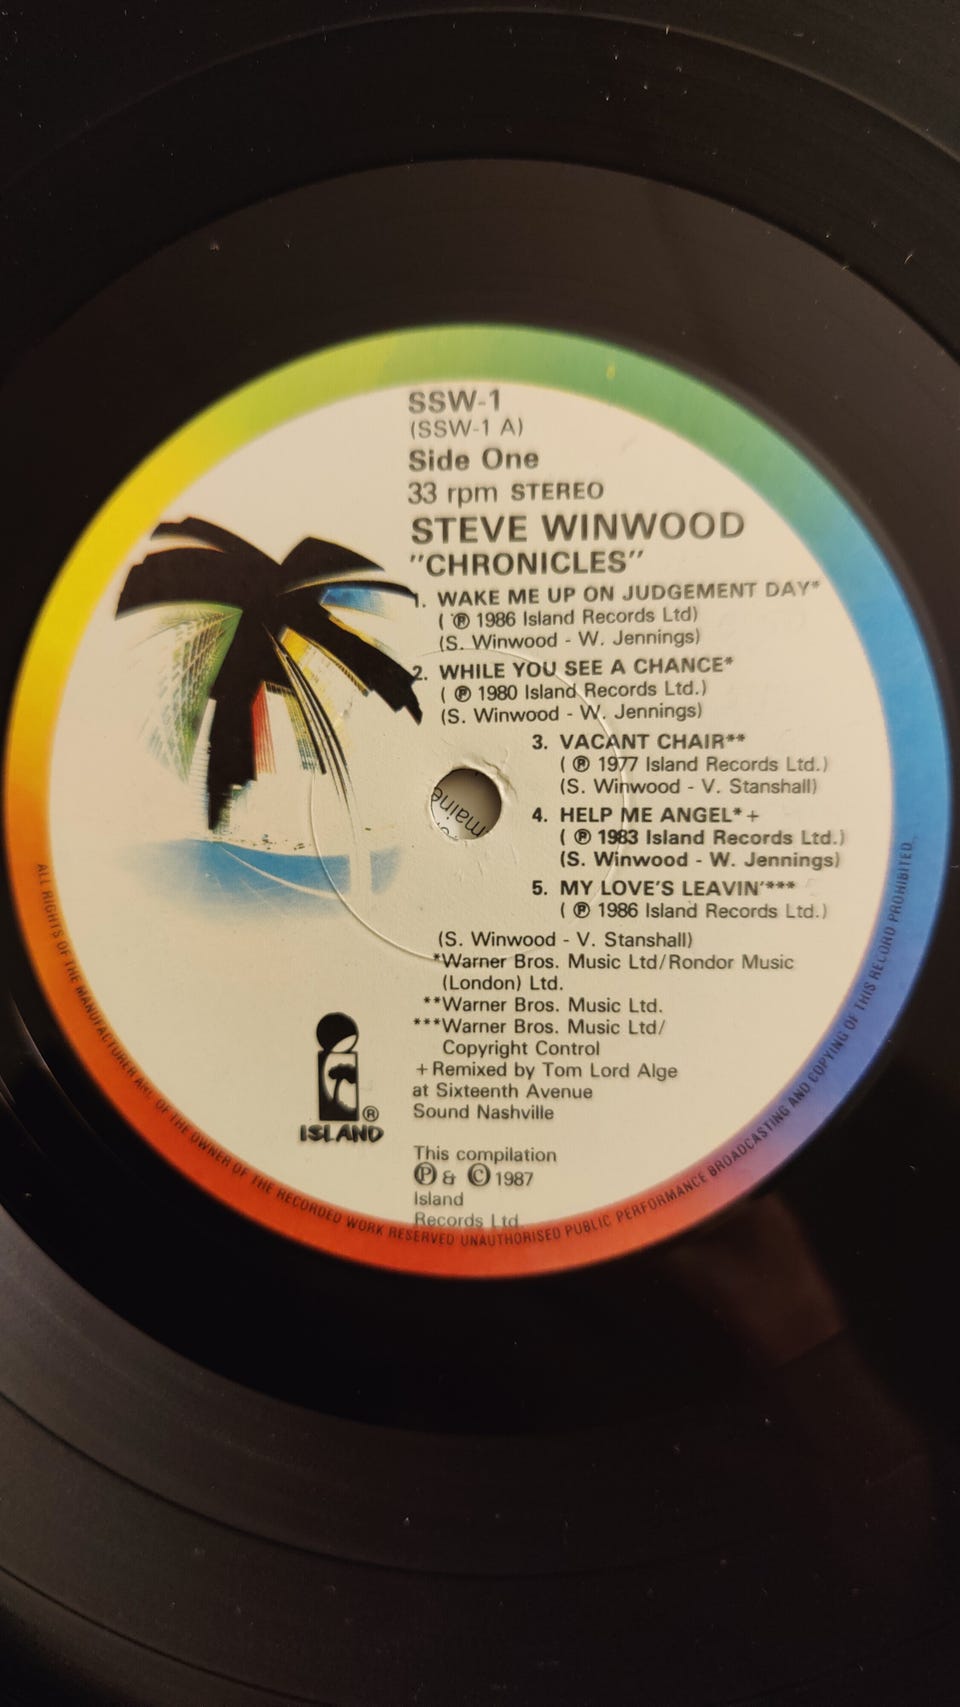 SSW-1
(SSW-1 A)
Side One
33 rpm STEREO
STEVE WINWOOD
"CHRONICLES"
1. WAKE ME UP ON JUDGEMENT DAY*
( ℗ 1986 Island Records Ltd)
(S. Winwood - W. Jennings)
2. WHILE YOU SEE A CHANCE*
( ℗ 1980 Island Records Ltd.)
(S. Winwood - W. Jennings)
3. VACANT CHAIR**
( ℗ 1977 Island Records Ltd.)
(S. Winwood - V. Stanshall)
4. HELP ME ANGEL*+
( ℗ 1983 Island Records Ltd.)
(S. Winwood - W. Jennings)
5. MY LOVE'S LEAVIN'***
( ℗ 1986 Island Records Ltd.)
(S. Winwood - V. Stanshall)
*Warner Bros. Music Ltd/Rondor Music
(London) Ltd.
**Warner Bros. Music Ltd.
***Warner Bros. Music Ltd/
Copyright Control
+Remixed by Tom Lord Alge
at Sixteenth Avenue
Sound Nashville
This compilation
℗ & © 1987
Island
Records Ltd.
®
ISLAND
ALL RIGHTS OF THE MANUFACTURER AND OF THE OWNER OF THE RECORDED WORK RESERVED UNAUTHORISED PUBLIC PERFORMANCE BROADCASTING AND COPYING OF THIS RECORD PROHIBITED
maine